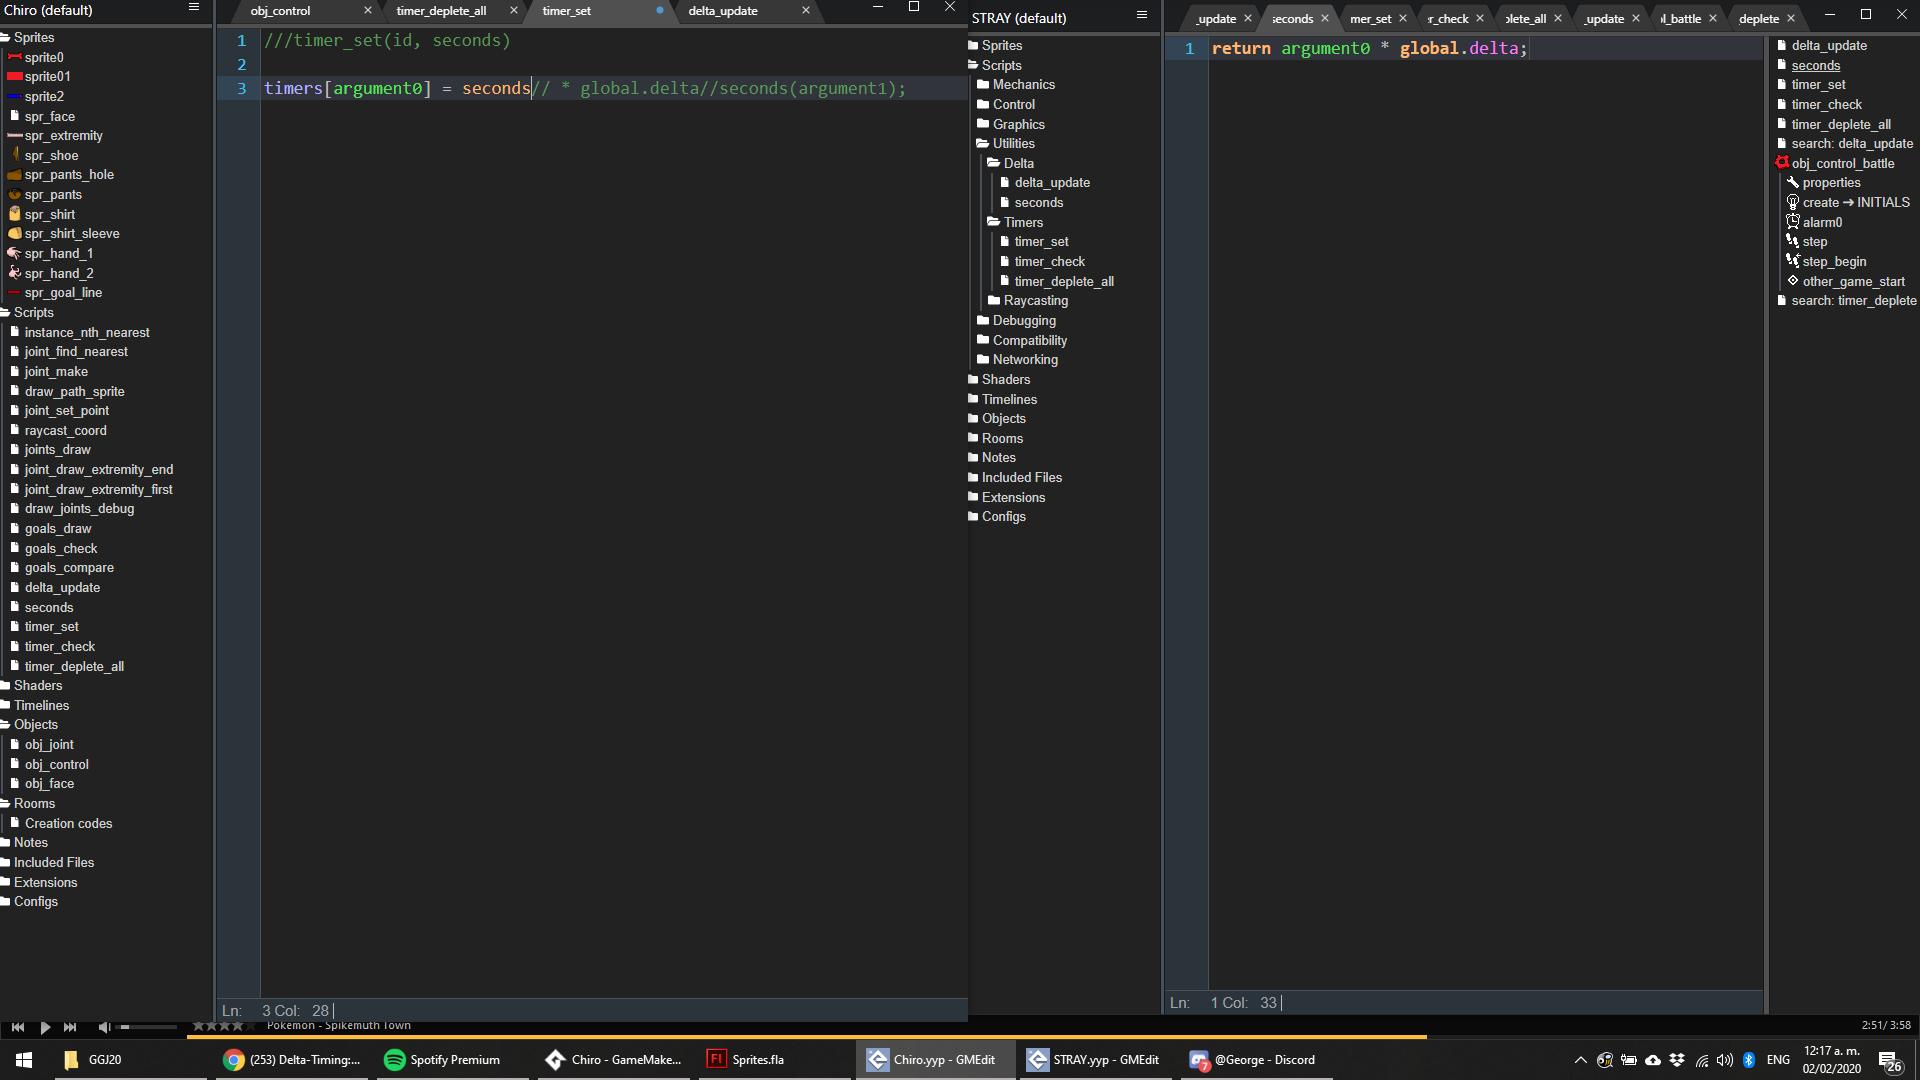 Chiro (default)
Sprites
sprite0
sprite01
sprite2
spr_face
spr_extremity
spr_shoe
spr_pants_hole
spr_pants
spr_shirt
spr_shirt_sleeve
spr_hand_1
spr_hand_2
spr_goal_line
Scripts
instance_nth_nearest
joint_find_nearest
joint_make
draw_path_sprite
joint_set_point
raycast_coord
joints_draw
joint_draw_extremity_end
joint_draw_extremity_first
draw_joints_debug
goals_draw
goals_check
goals_compare
delta_update
seconds
timer_set
timer_check
timer_deplete_all
Shaders
Timelines
Objects
obj_joint
obj_control
obj_face
Rooms
Creation codes
Notes
Included Files
Extensions
Configs
obj_control timer_deplete_all timer_set delta_update
1 ///timer_set(id, seconds)
2
3 timers[argument0] = seconds// * global.delta//seconds(argument1);
Ln: 3 Col: 28
STRAY (default)
Sprites
Scripts
Mechanics
Control
Graphics
Utilities
Delta
delta_update
seconds
Timers
timer_set
timer_check
timer_deplete_all
Raycasting
Debugging
Compatibility
Networking
Shaders
Timelines
Objects
Rooms
Notes
Included Files
Extensions
Configs
_update seconds mer_set r_check plete_all _update l_battle deplete
1 return argument0 * global.delta;
Ln: 1 Col: 33
delta_update
seconds
timer_set
timer_check
timer_deplete_all
search: delta_update
obj_control_battle
properties
create → INITIALS
alarm0
step
step_begin
other_game_start
search: timer_deplete
Pokemon - Spikemuth Town
2:51/ 3:58
GGJ20
(253) Delta-Timing:...
Spotify Premium
Chiro - GameMake...
Fl Sprites.fla
Chiro.yyp - GMEdit
STRAY.yyp - GMEdit
7 @George - Discord
ENG
12:17 a. m.
02/02/2020
26